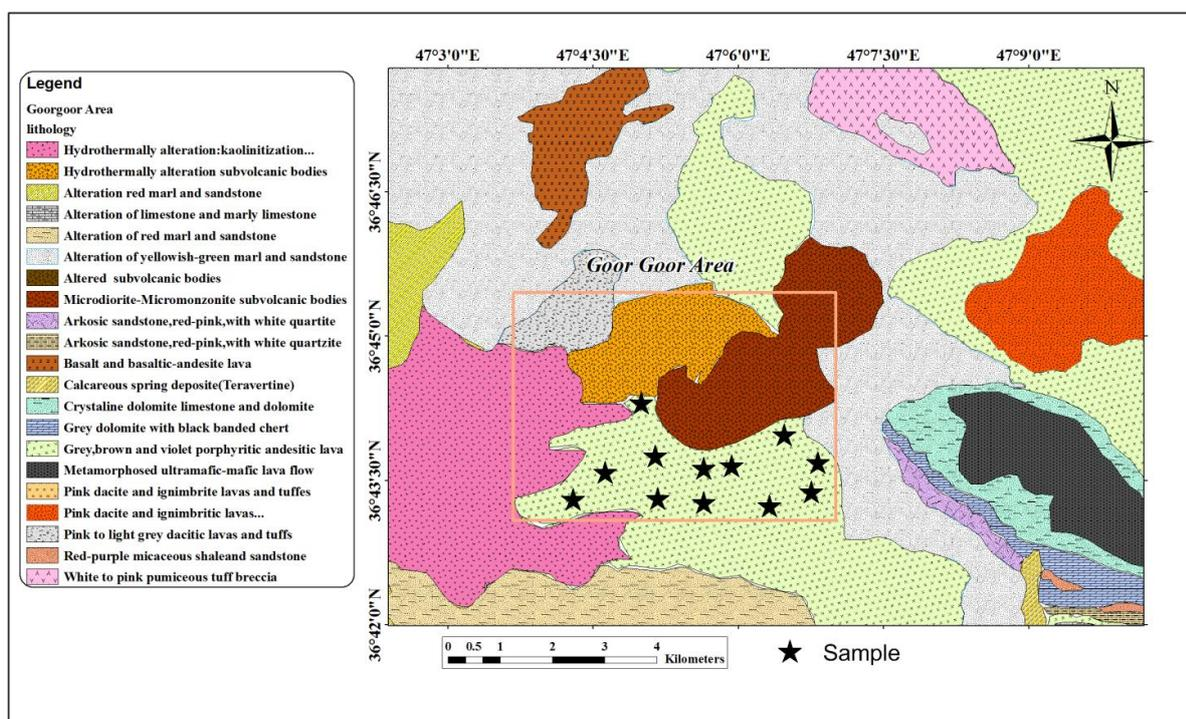 47°3'0"E 47°4'30"E 47°6'0"E 47°7'30"E 47°9'0"E
Legend
Goorgoor Area
lithology
Hydrothermally alteration:kaolinitization...
Hydrothermally alteration subvolcanic bodies
Alteration red marl and sandstone
Alteration of limestone and marly limestone
Alteration of red marl and sandstone
Alteration of yellowish-green marl and sandstone
Altered subvolcanic bodies
Microdiorite-Micromonzonite subvolcanic bodies
Arkosic sandstone,red-pink,with white quartite
Arkosic sandstone,red-pink,with white quartzite
Basalt and basaltic-andesite lava
Calcareous spring deposite(Teravertine)
Crystaline dolomite limestone and dolomite
Grey dolomite with black banded chert
Grey,brown and violet porphyritic andesitic lava
Metamorphosed ultramafic-mafic lava flow
Pink dacite and ignimbrite lavas and tuffes
Pink dacite and ignimbritic lavas...
Pink to light grey dacitic lavas and tuffs
Red-purple micaceous shaleand sandstone
White to pink pumiceous tuff breccia
36°46'30"N
36°45'0"N
36°43'30"N
36°42'0"N
N
Goor Goor Area
0 0.5 1 2 3 4
Kilometers
Sample